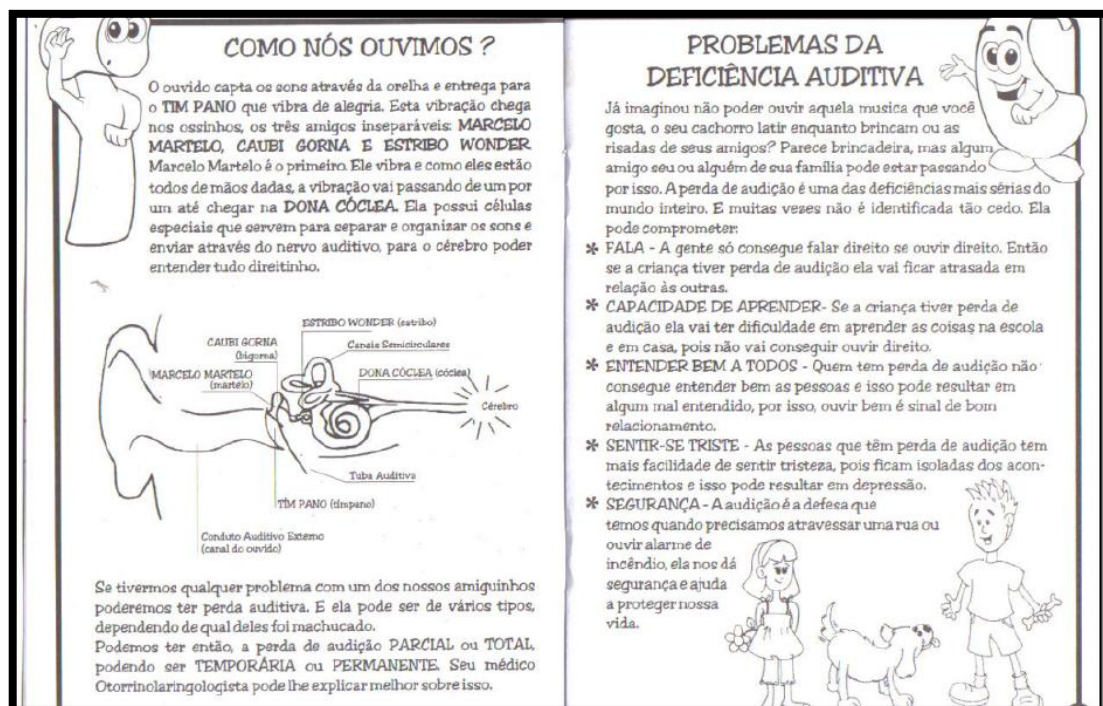 COMO NÓS OUVIMOS ?
O ouvido capta os sons através da orelha e entrega para
o TIM PANO que vibra de alegria. Esta vibração chega
nos ossinhos, os três amigos inseparáveis: MARCELO
MARTELO, CAUBI GORNA E ESTRIBO WONDER.
Marcelo Martelo é o primeiro. Ele vibra e como eles estão
todos de mãos dadas, a vibração vai passando de um por
um até chegar na DONA CÓCLEA. Ela possui células
especiais que servem para separar e organizar os sons e
enviar através do nervo auditivo, para o cérebro poder
entender tudo direitinho.
ESTRIBO WONDER (estribo)
CAUBI GORNA
(bigorna)
Canais Semicirculares
MARCELO MARTELO
(martelo)
DONA CÓCLEA (cóclea)
Cérebro
Tuba Auditiva
TÍM PANO (tímpano)
Conduto Auditivo Externo
(canal do ouvido)
Se tivermos qualquer problema com um dos nossos amiguinhos
poderemos ter perda auditiva. E ela pode ser de vários tipos,
dependendo de qual deles foi machucado.
Podemos ter então, a perda de audição PARCIAL ou TOTAL,
podendo ser TEMPORÁRIA ou PERMANENTE. Seu médico
Otorrinolaringologista pode lhe explicar melhor sobre isso.
PROBLEMAS DA
DEFICIÊNCIA AUDITIVA
Já imaginou não poder ouvir aquela musica que você
gosta, o seu cachorro latir enquanto brincam ou as
risadas de seus amigos? Parece brincadeira, mas algum
amigo seu ou alguém de sua família pode estar passando
por isso. A perda de audição é uma das deficiências mais sérias do
mundo inteiro. E muitas vezes não é identificada tão cedo. Ela
pode comprometer:
* FALA - A gente só consegue falar direito se ouvir direito. Então
se a criança tiver perda de audição ela vai ficar atrasada em
relação às outras.
* CAPACIDADE DE APRENDER- Se a criança tiver perda de
audição ela vai ter dificuldade em aprender as coisas na escola
e em casa, pois não vai conseguir ouvir direito.
* ENTENDER BEM A TODOS - Quem tem perda de audição não
consegue entender bem as pessoas e isso pode resultar em
algum mal entendido, por isso, ouvir bem é sinal de bom
relacionamento.
* SENTIR-SE TRISTE - As pessoas que têm perda de audição tem
mais facilidade de sentir tristeza, pois ficam isoladas dos acon-
tecimentos e isso pode resultar em depressão.
* SEGURANÇA - A audição é a defesa que
temos quando precisamos atravessar uma rua ou
ouvir alarme de
incêndio, ela nos dá
segurança e ajuda
a proteger nossa
vida.